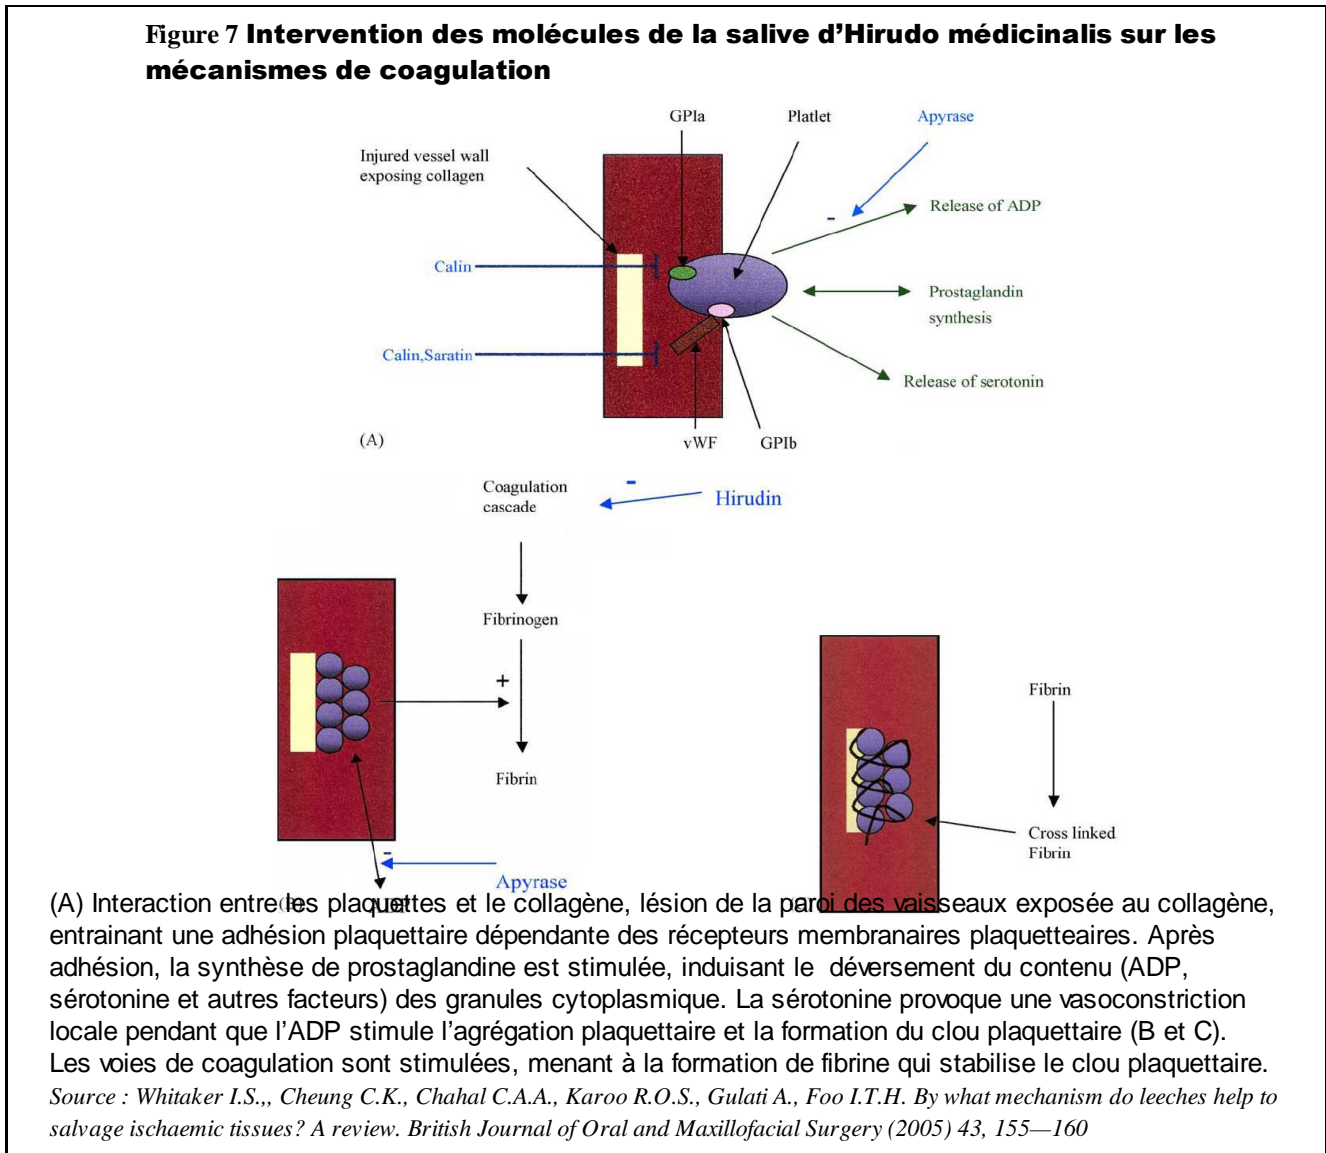 Figure 7 Intervention des molécules de la salive d’Hirudo médicinalis sur les
mécanismes de coagulation
GPIa
Platlet
Apyrase
Injured vessel wall
exposing collagen
-
Release of ADP
Calin
Prostaglandin
synthesis
Calin,Saratin
Release of serotonin
(A)
vWF
GPIb
Coagulation
cascade
-
Hirudin
Fibrinogen
+
Fibrin
-
Apyrase
ADP
Fibrin
Cross linked
Fibrin
(A) Interaction entre les plaquettes et le collagène, lésion de la paroi des vaisseaux exposée au collagène,
entrainant une adhésion plaquettaire dépendante des récepteurs membranaires plaquetteaires. Après
adhésion, la synthèse de prostaglandine est stimulée, induisant le déversement du contenu (ADP,
sérotonine et autres facteurs) des granules cytoplasmique. La sérotonine provoque une vasoconstriction
locale pendant que l’ADP stimule l’agrégation plaquettaire et la formation du clou plaquettaire (B et C).
Les voies de coagulation sont stimulées, menant à la formation de fibrine qui stabilise le clou plaquettaire.
Source : Whitaker I.S.,, Cheung C.K., Chahal C.A.A., Karoo R.O.S., Gulati A., Foo I.T.H. By what mechanism do leeches help to
salvage ischaemic tissues? A review. British Journal of Oral and Maxillofacial Surgery (2005) 43, 155—160